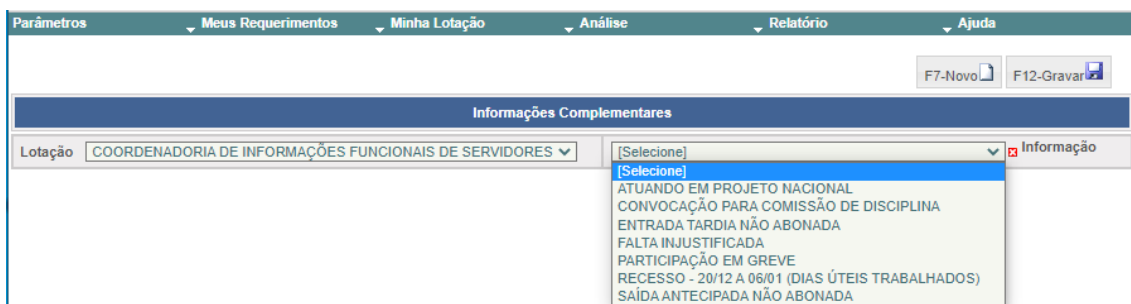 Parâmetros Meus Requerimentos Minha Lotação Análise Relatório Ajuda
F7-Novo F12-Gravar
Informações Complementares
Lotação COORDENADORIA DE INFORMAÇÕES FUNCIONAIS DE SERVIDORES [Selecione] Informação
[Selecione]
ATUANDO EM PROJETO NACIONAL
CONVOCAÇÃO PARA COMISSÃO DE DISCIPLINA
ENTRADA TARDIA NÃO ABONADA
FALTA INJUSTIFICADA
PARTICIPAÇÃO EM GREVE
RECESSO - 20/12 A 06/01 (DIAS ÚTEIS TRABALHADOS)
SAÍDA ANTECIPADA NÃO ABONADA